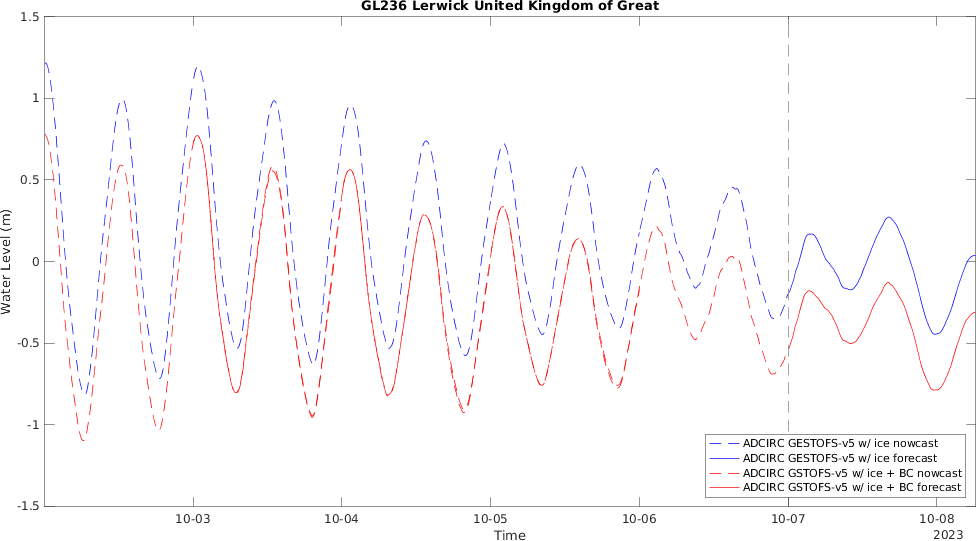 GL236 Lerwick United Kingdom of Great
1.5
1
0.5
0
-0.5
-1
-1.5
Water Level (m)
10-03
10-04
10-05
10-06
10-07
10-08
Time
2023
ADCIRC GESTOFS-v5 w/ ice nowcast
ADCIRC GESTOFS-v5 w/ ice forecast
ADCIRC GSTOFS-v5 w/ ice + BC nowcast
ADCIRC GSTOFS-v5 w/ ice + BC forecast